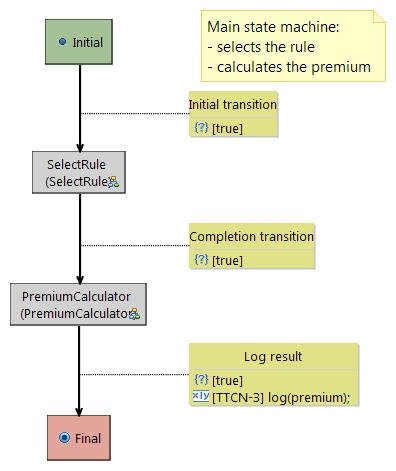 Main state machine:
- selects the rule
- calculates the premium
Initial
Initial transition
{?} [true]
SelectRule
(SelectRule)
Completion transition
{?} [true]
PremiumCalculator
(PremiumCalculator
Log result
{?} [true]
x|y [TTCN-3] log(premium);
Final